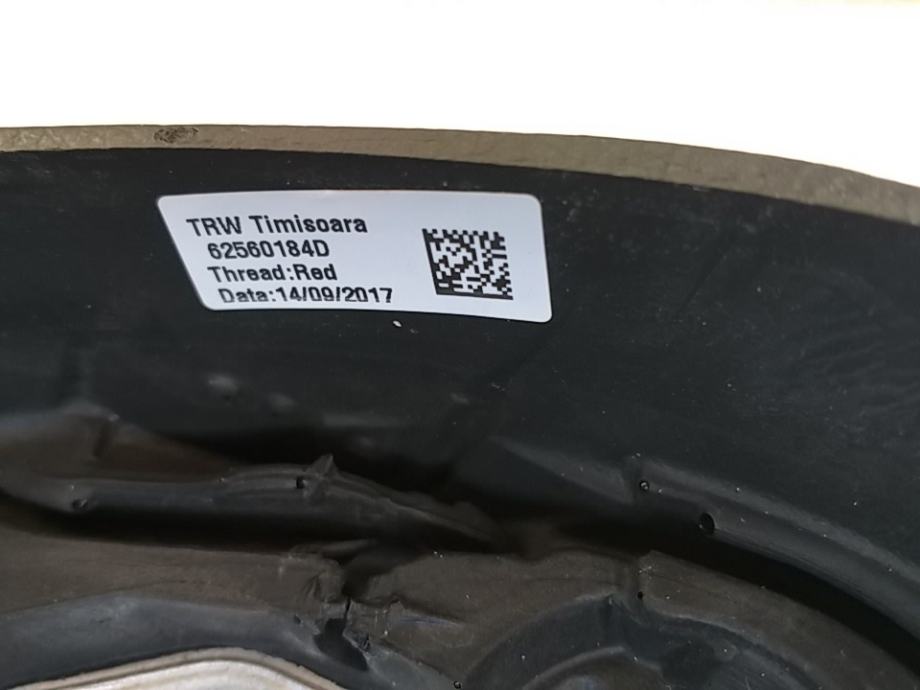 TRW Timisoara
62560184D
Thread:Red
Data:14/09/2017